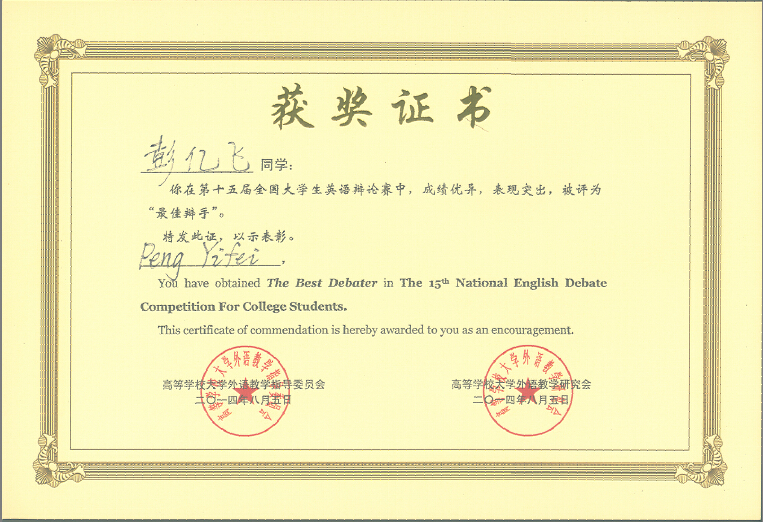 获奖证书
彭亿飞 同学：
你在第十五届全国大学生英语辩论赛中，成绩优异，表现突出，被评为
“最佳辩手”。
特发此证，以示表彰。
Peng Yifei，
You have obtained The Best Debater in The 15th National English Debate
Competition For College Students.
This certificate of commendation is hereby awarded to you as an encouragement.
高等学校大学外语教学指导委员会
二〇一四年八月五日
高等学校大学外语教学研究会
二〇一四年八月五日